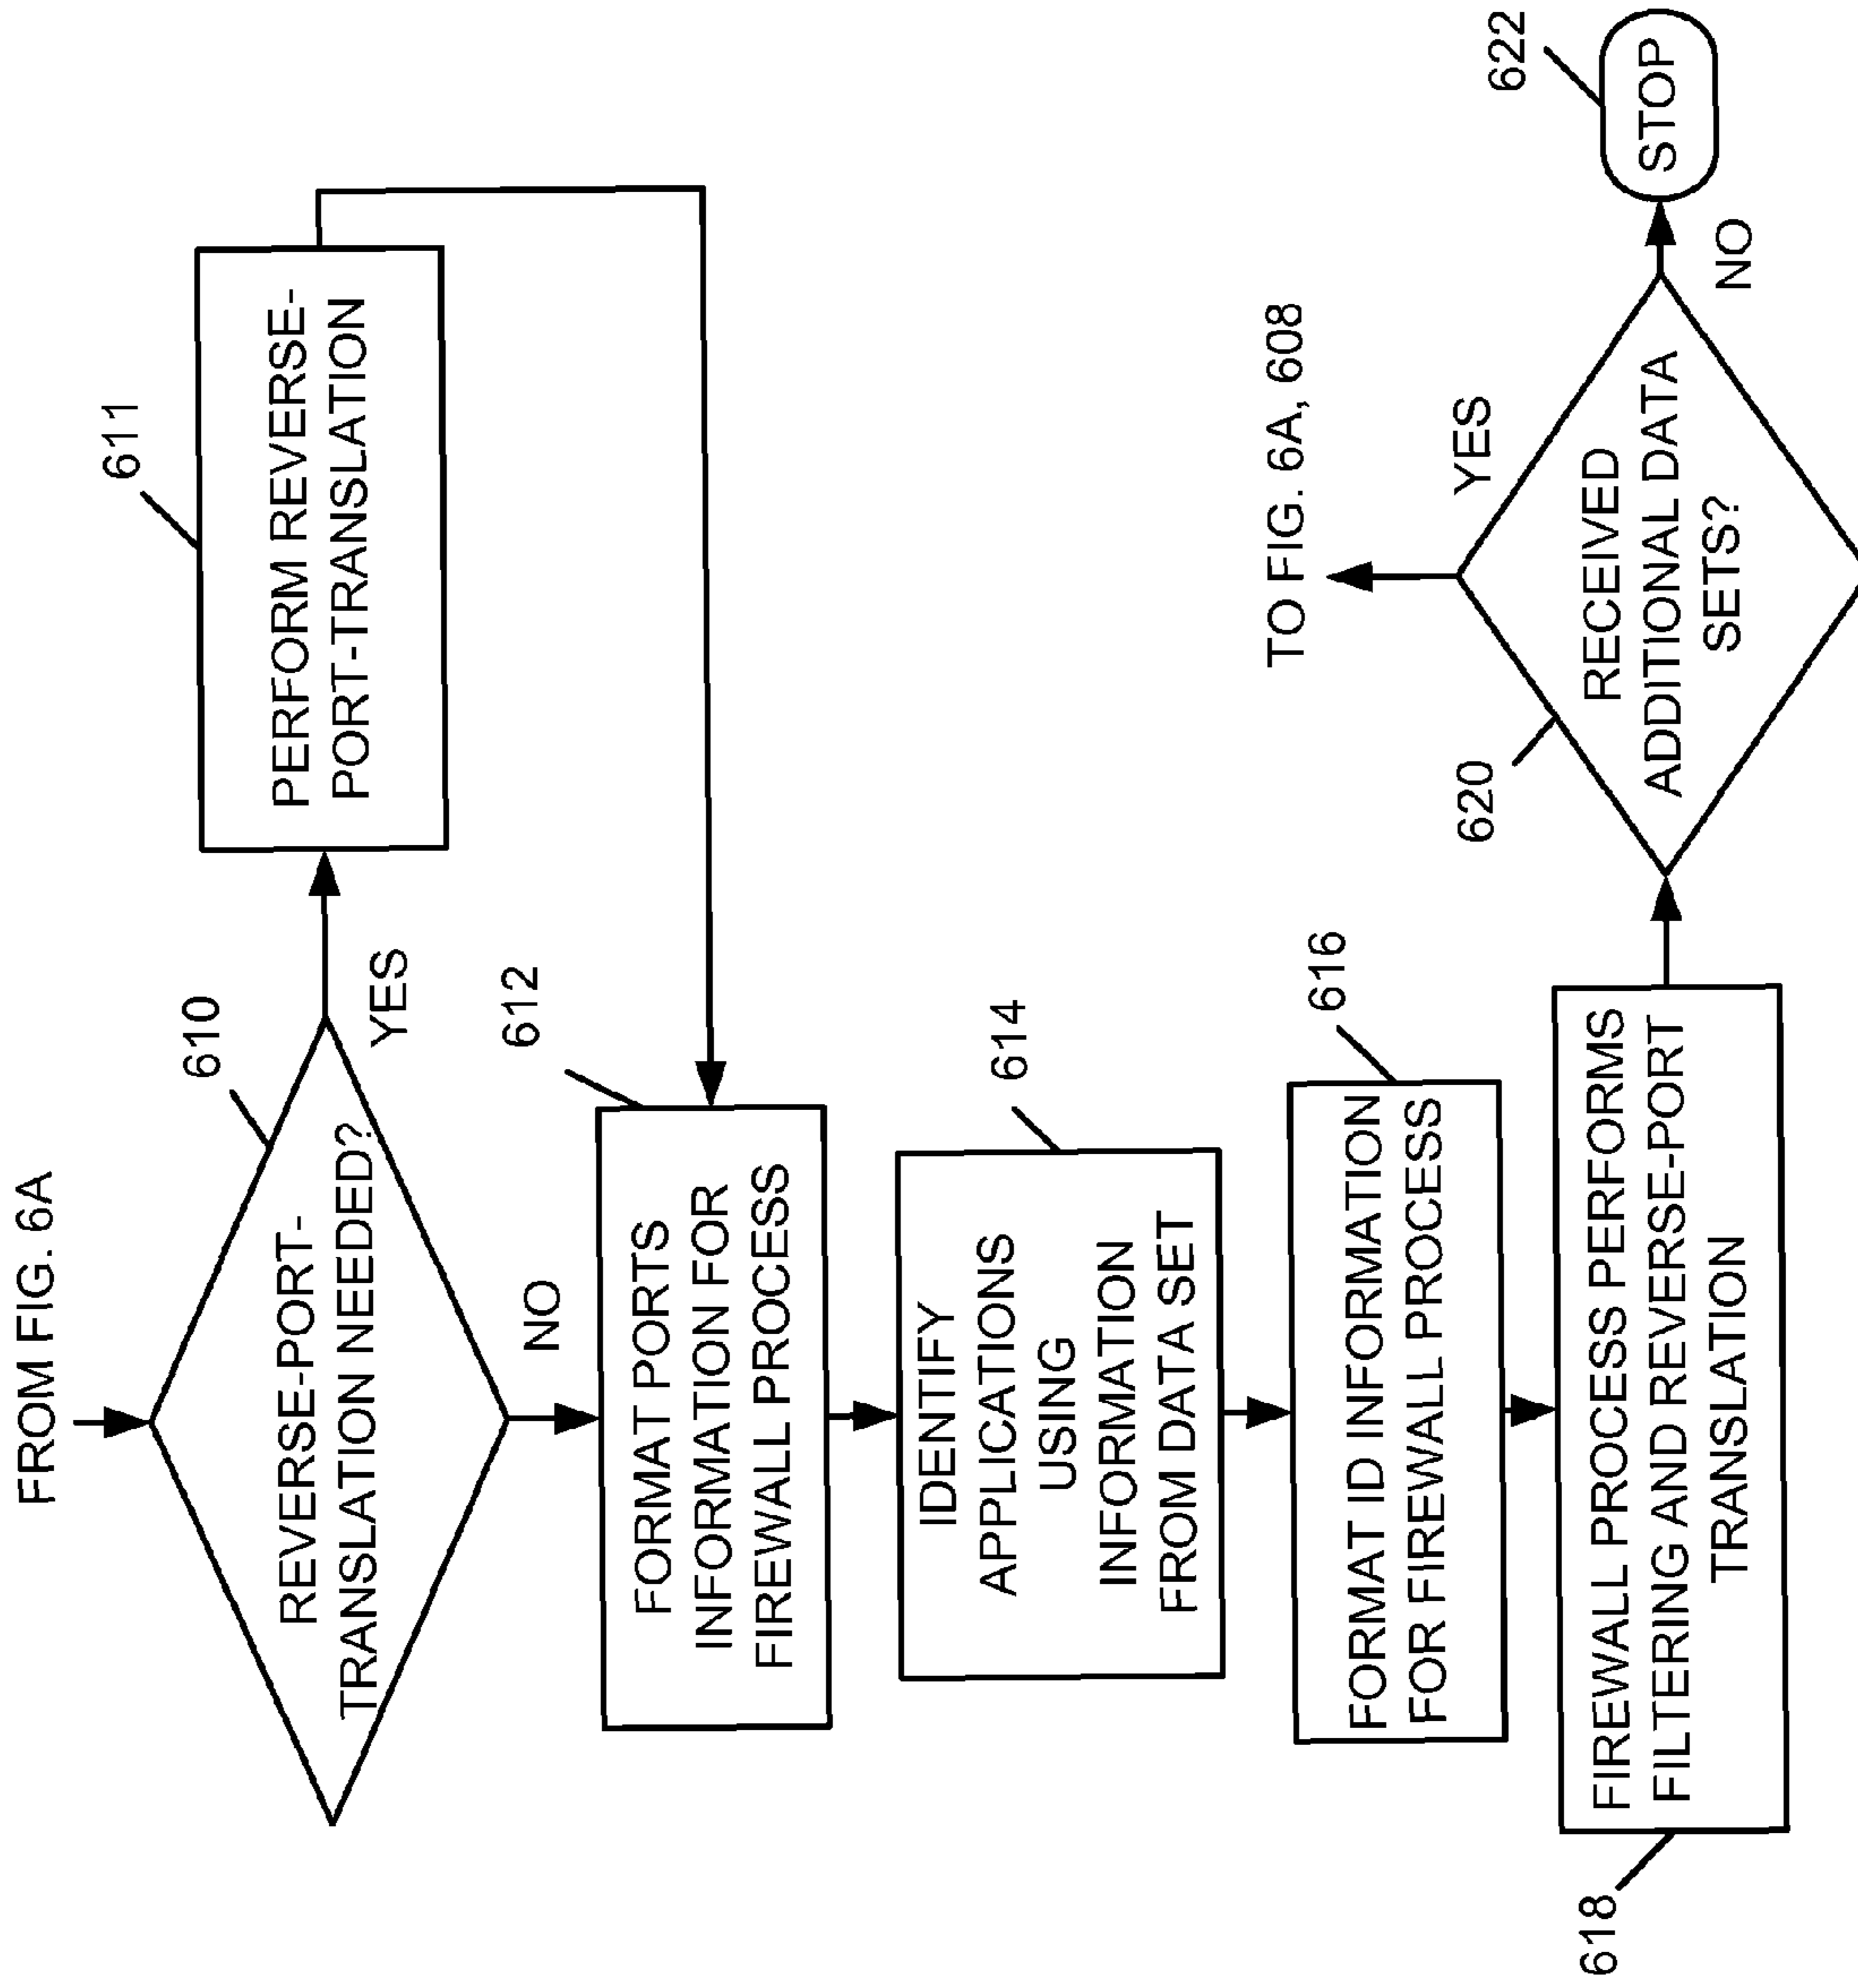 FROM FIG. 6A
610
REVERSE-PORT-
TRANSLATION NEEDED?
YES
NO
611
PERFORM REVERSE-
PORT-TRANSLATION
612
FORMAT PORTS
INFORMATION FOR
FIREWALL PROCESS
614
IDENTIFY
APPLICATIONS
USING
INFORMATION
FROM DATA SET
616
FORMAT ID INFORMATION
FOR FIREWALL PROCESS
618
FIREWALL PROCESS PERFORMS
FILTERING AND REVERSE-PORT
TRANSLATION
TO FIG. 6A, 608
620
YES
RECEIVED
ADDITIONAL DATA
SETS?
NO
622
STOP